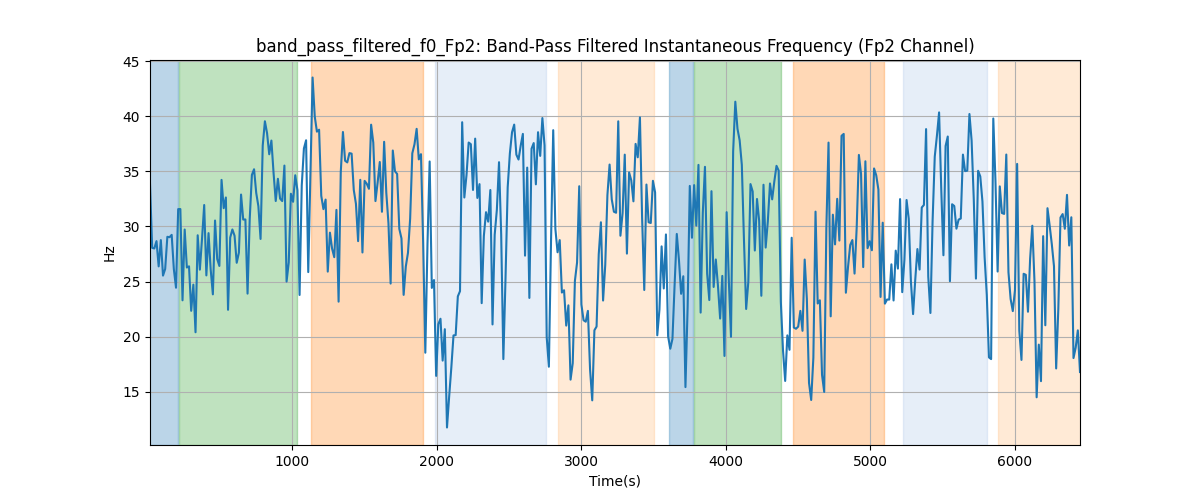 band_pass_filtered_f0_Fp2: Band-Pass Filtered Instantaneous Frequency (Fp2 Channel)
45
40
35
30
25
20
15
Hz
1000 2000 3000 4000 5000 6000
Time(s)